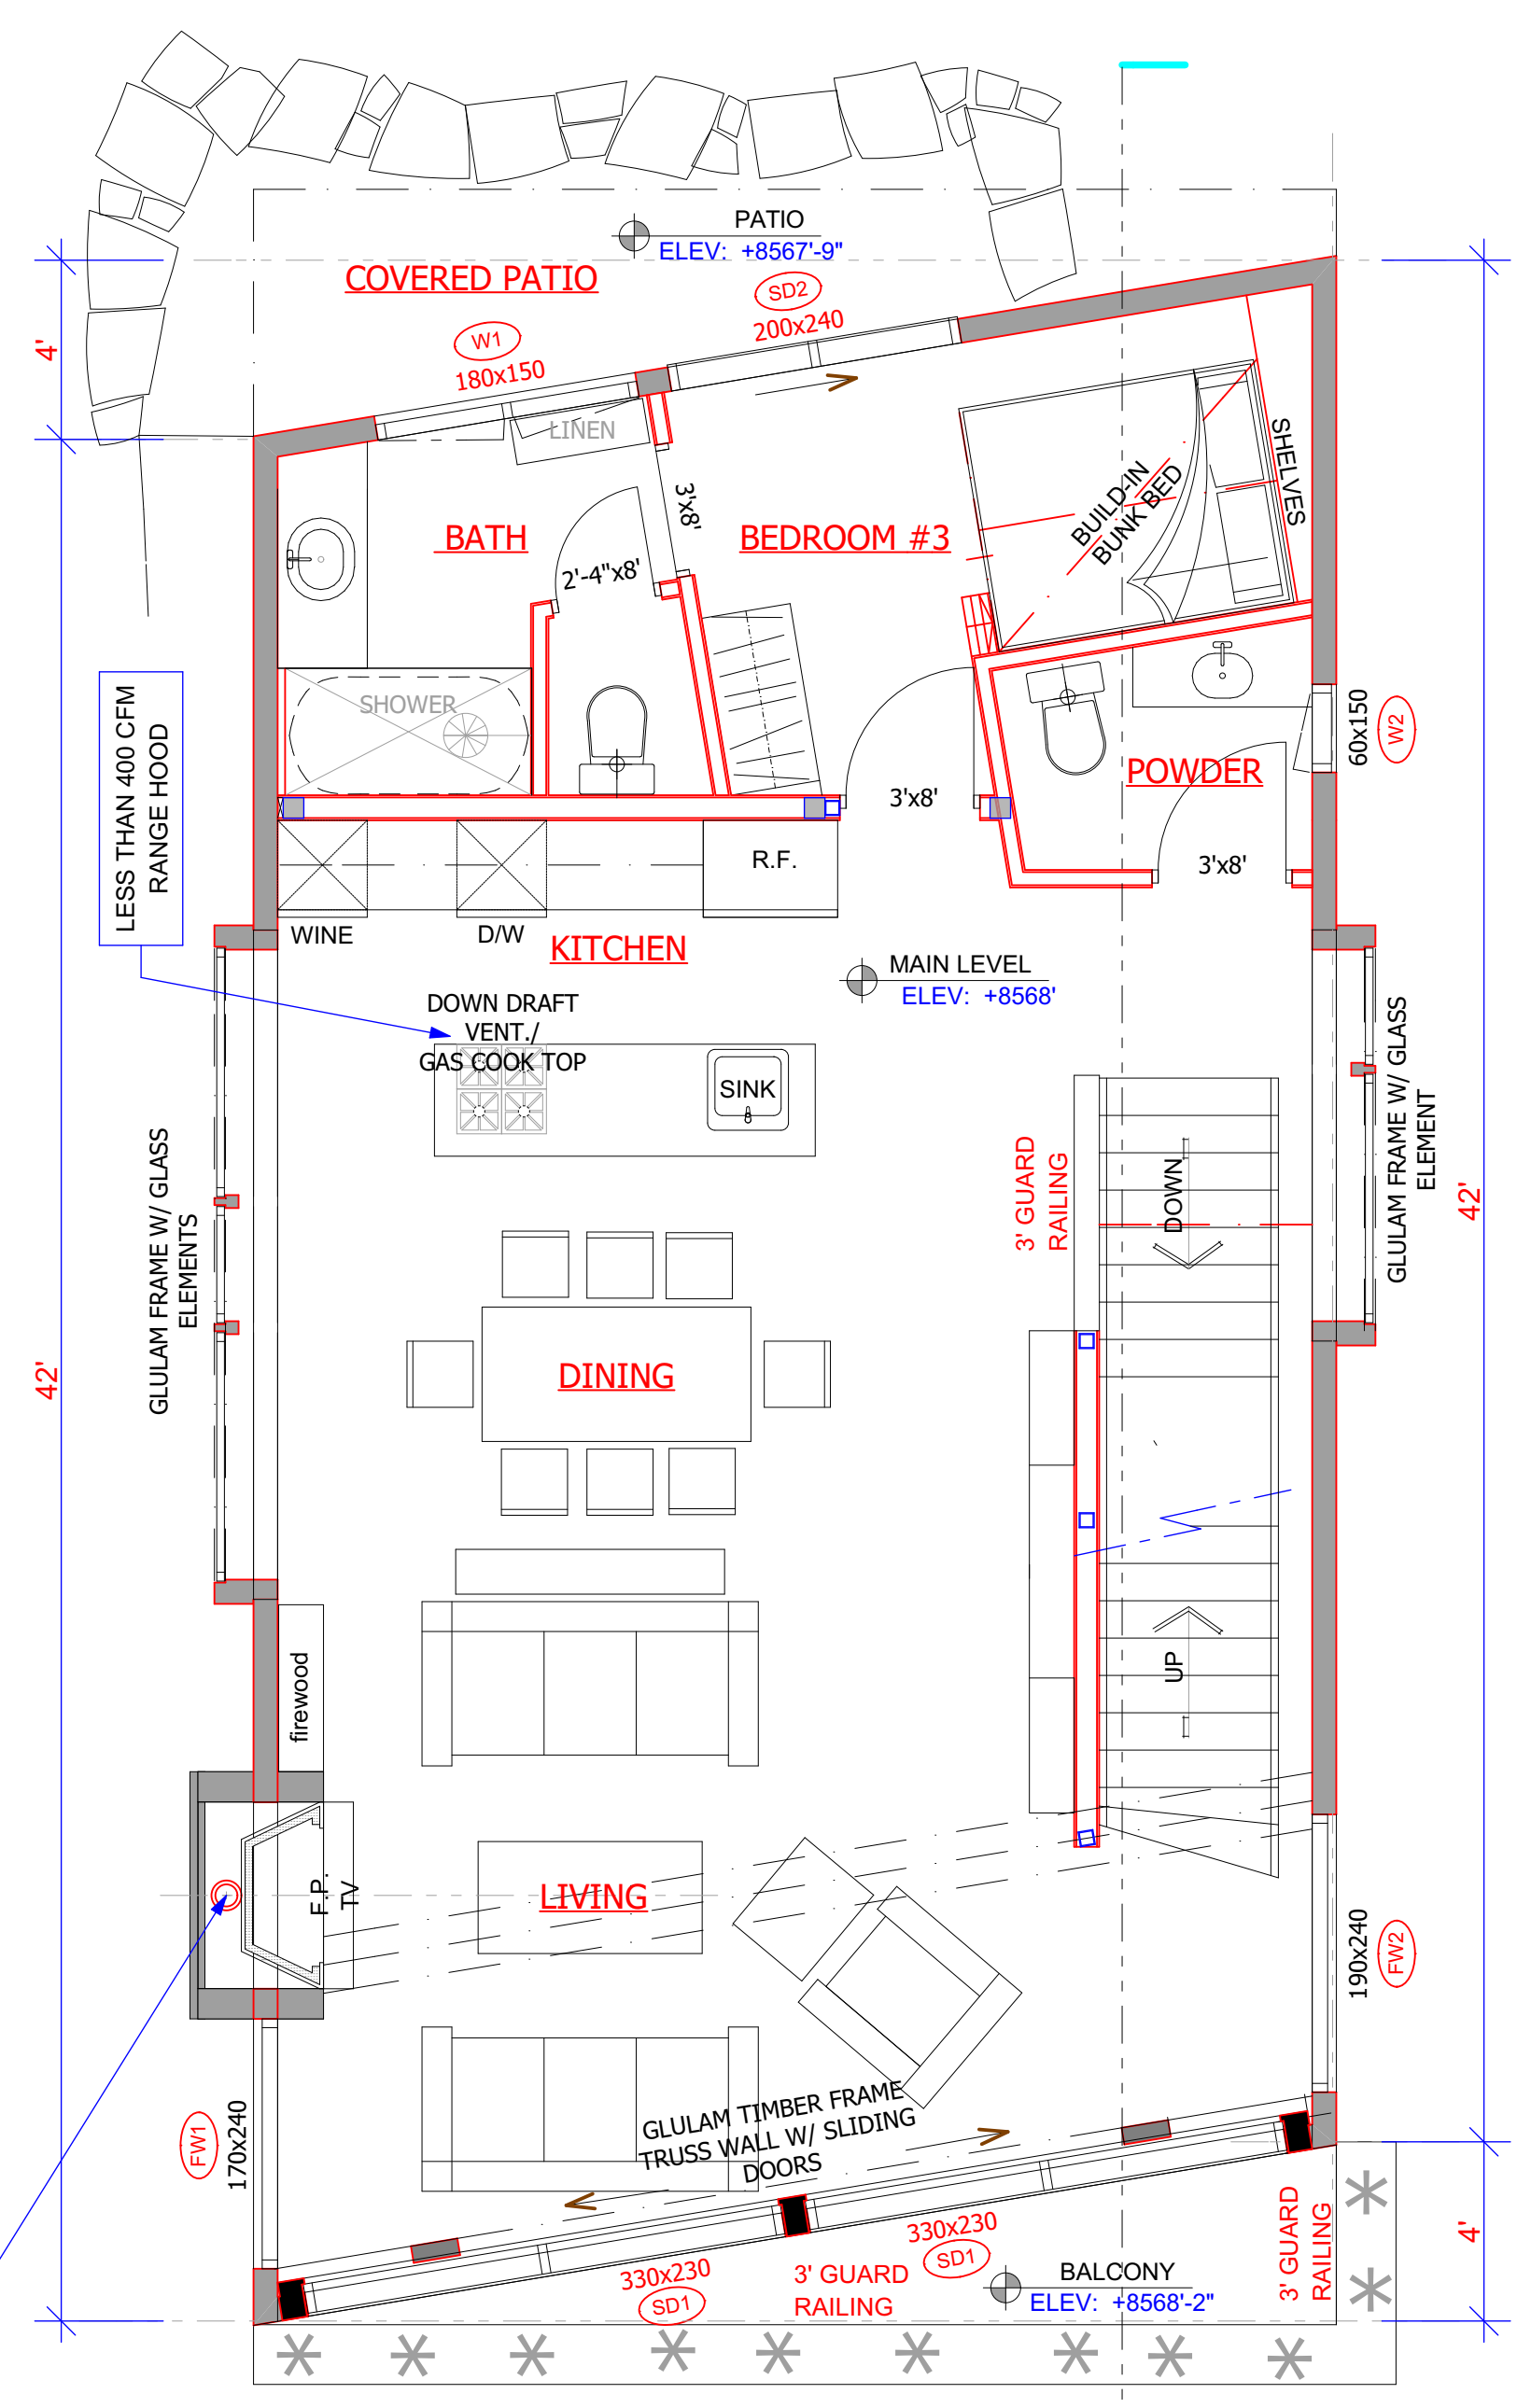 PATIO
ELEV: +8567'-9"
COVERED PATIO
SD2
200x240
W1
180x150
4'
LINEN
SHELVES
3'x8'
BATH
BEDROOM #3
BUILD-IN
BUNK BED
2'-4"x8'
SHOWER
LESS THAN 400 CFM
RANGE HOOD
60x150
W2
POWDER
3'x8'
3'x8'
R.F.
WINE
D/W
KITCHEN
MAIN LEVEL
ELEV: +8568'
DOWN DRAFT
VENT./
GAS COOK TOP
SINK
GLULAM FRAME W/ GLASS
ELEMENT
3' GUARD
RAILING
DOWN
42'
GLULAM FRAME W/ GLASS
ELEMENTS
42'
DINING
firewood
UP
F.P.
TV
LIVING
190x240
FW2
GLULAM TIMBER FRAME
TRUSS WALL W/ SLIDING
DOORS
FW1
170x240
330x230
SD1
330x230
SD1
3' GUARD
RAILING
3' GUARD
RAILING
4'
BALCONY
ELEV: +8568'-2"